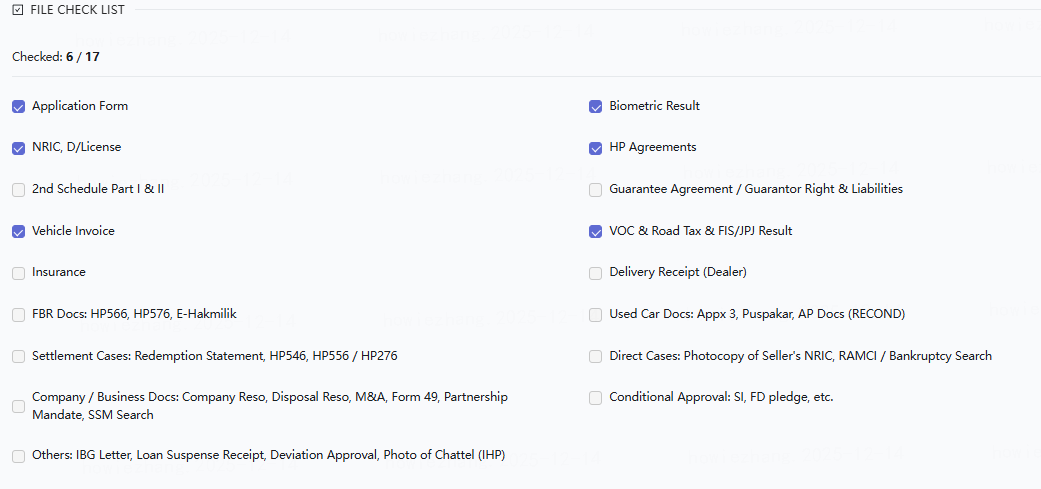 FILE CHECK LIST
Checked: 6 / 17
Application Form
Biometric Result
NRIC, D/License
HP Agreements
2nd Schedule Part I & II
Guarantee Agreement / Guarantor Right & Liabilities
Vehicle Invoice
VOC & Road Tax & FIS/JPJ Result
Insurance
Delivery Receipt (Dealer)
FBR Docs: HP566, HP576, E-Hakmilik
Used Car Docs: Appx 3, Puspakar, AP Docs (RECOND)
Settlement Cases: Redemption Statement, HP546, HP556 / HP276
Direct Cases: Photocopy of Seller's NRIC, RAMCI / Bankruptcy Search
Company / Business Docs: Company Reso, Disposal Reso, M&A, Form 49, Partnership
Mandate, SSM Search
Conditional Approval: SI, FD pledge, etc.
Others: IBG Letter, Loan Suspense Receipt, Deviation Approval, Photo of Chattel (IHP)